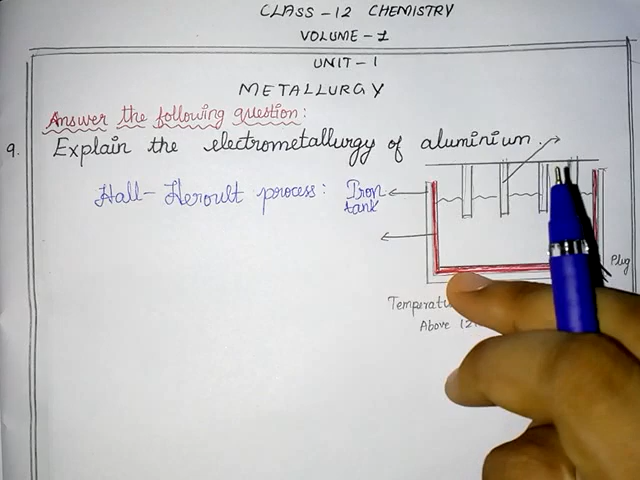 CLASS-12 CHEMISTRY
VOLUME-1
UNIT-1
METALLURGY
Answer the following question:
9. Explain the electrometallurgy of aluminium.
Hall-Heroult process: Iron
tank
Plug
Above